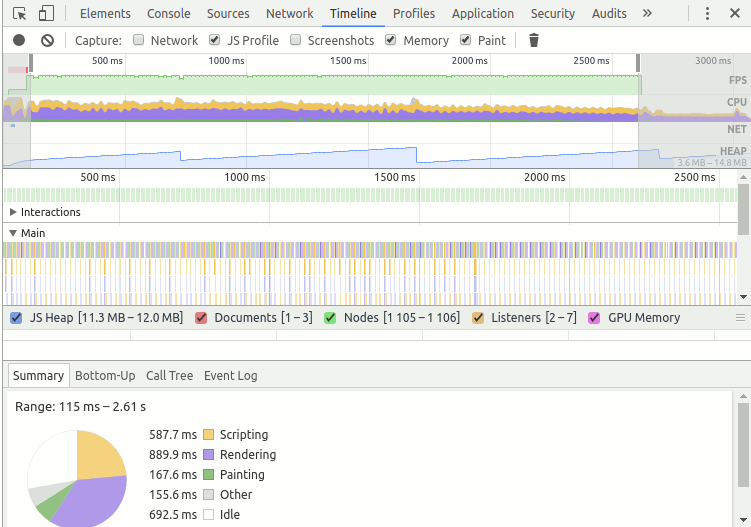 Elements Console Sources Network Timeline Profiles Application Security Audits »
Capture: Network JS Profile Screenshots Memory Paint
500 ms 1000 ms 1500 ms 2000 ms 2500 ms 3000 ms
FPS
CPU
NET
HEAP
3.6 MB – 14.8 MB
500 ms 1000 ms 1500 ms 2000 ms 2500 ms
Interactions
Main
JS Heap [11.3 MB – 12.0 MB] Documents [1 – 3] Nodes [1 105 – 1 106] Listeners [2 – 7] GPU Memory
Summary Bottom-Up Call Tree Event Log
Range: 115 ms – 2.61 s
587.7 ms Scripting
889.9 ms Rendering
167.6 ms Painting
155.6 ms Other
692.5 ms Idle